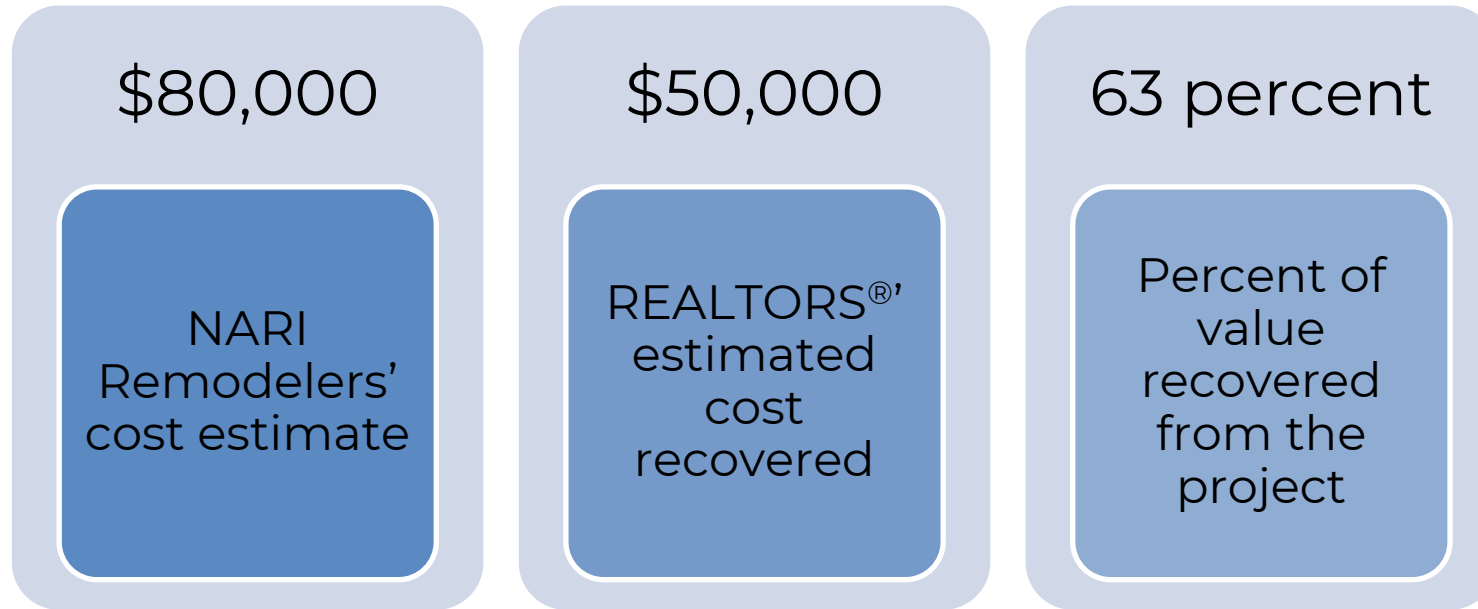 $80,000
NARI
Remodelers’
cost estimate
$50,000
REALTORS®’
estimated
cost
recovered
63 percent
Percent of
value
recovered
from the
project